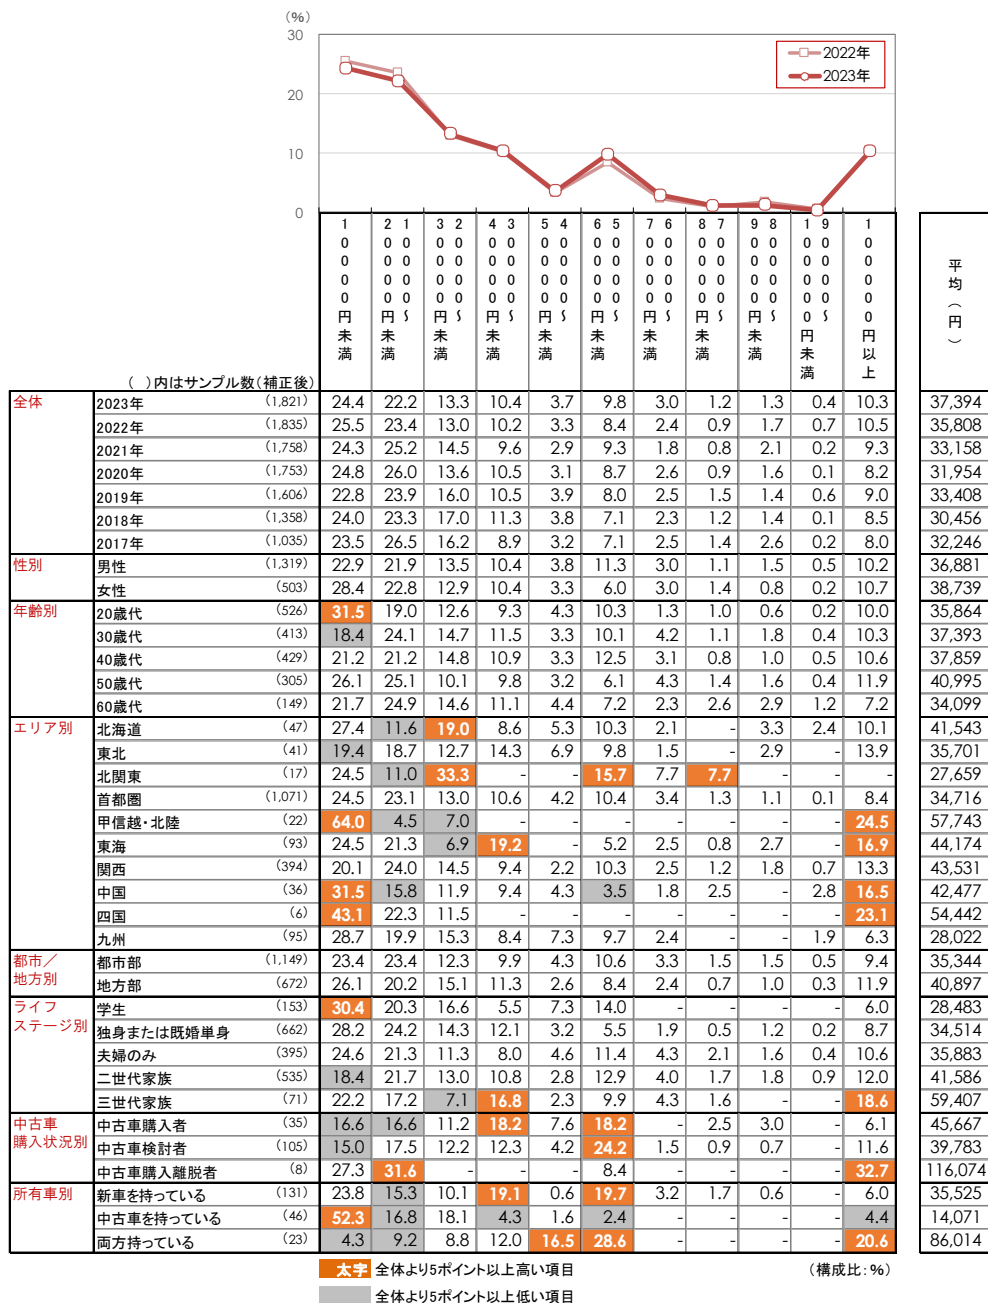 (%)
30
20
10
0
2022年
2023年
10000円未満
10000～20000円未満
20000～30000円未満
30000～40000円未満
40000～50000円未満
50000～60000円未満
60000～70000円未満
70000～80000円未満
80000～90000円未満
90000～100000円未満
100000円以上
平均(円)
( )内はサンプル数(補正後)
全体 2023年 (1,821) 24.4 22.2 13.3 10.4 3.7 9.8 3.0 1.2 1.3 0.4 10.3 37,394
2022年 (1,835) 25.5 23.4 13.0 10.2 3.3 8.4 2.4 0.9 1.7 0.7 10.5 35,808
2021年 (1,758) 24.3 25.2 14.5 9.6 2.9 9.3 1.8 0.8 2.1 0.2 9.3 33,158
2020年 (1,753) 24.8 26.0 13.6 10.5 3.1 8.7 2.6 0.9 1.6 0.1 8.2 31,954
2019年 (1,606) 22.8 23.9 16.0 10.5 3.9 8.0 2.5 1.5 1.4 0.6 9.0 33,408
2018年 (1,358) 24.0 23.3 17.0 11.3 3.8 7.1 2.3 1.2 1.4 0.1 8.5 30,456
2017年 (1,035) 23.5 26.5 16.2 8.9 3.2 7.1 2.5 1.4 2.6 0.2 8.0 32,246
性別 男性 (1,319) 22.9 21.9 13.5 10.4 3.8 11.3 3.0 1.1 1.5 0.5 10.2 36,881
女性 (503) 28.4 22.8 12.9 10.4 3.3 6.0 3.0 1.4 0.8 0.2 10.7 38,739
年齢別 20歳代 (526) 31.5 19.0 12.6 9.3 4.3 10.3 1.3 1.0 0.6 0.2 10.0 35,864
30歳代 (413) 18.4 24.1 14.7 11.5 3.3 10.1 4.2 1.1 1.8 0.4 10.3 37,393
40歳代 (429) 21.2 21.2 14.8 10.9 3.3 12.5 3.1 0.8 1.0 0.5 10.6 37,859
50歳代 (305) 26.1 25.1 10.1 9.8 3.2 6.1 4.3 1.4 1.6 0.4 11.9 40,995
60歳代 (149) 21.7 24.9 14.6 11.1 4.4 7.2 2.3 2.6 2.9 1.2 7.2 34,099
エリア別 北海道 (47) 27.4 11.6 19.0 8.6 5.3 10.3 2.1 - 3.3 2.4 10.1 41,543
東北 (41) 19.4 18.7 12.7 14.3 6.9 9.8 1.5 - 2.9 - 13.9 35,701
北関東 (17) 24.5 11.0 33.3 - - 15.7 7.7 7.7 - - - 27,659
首都圏 (1,071) 24.5 23.1 13.0 10.6 4.2 10.4 3.4 1.3 1.1 0.1 8.4 34,716
甲信越・北陸 (22) 64.0 4.5 7.0 - - - - - - - 24.5 57,743
東海 (93) 24.5 21.3 6.9 19.2 - 5.2 2.5 0.8 2.7 - 16.9 44,174
関西 (394) 20.1 24.0 14.5 9.4 2.2 10.3 2.5 1.2 1.8 0.7 13.3 43,531
中国 (36) 31.5 15.8 11.9 9.4 4.3 3.5 1.8 2.5 - 2.8 16.5 42,477
四国 (6) 43.1 22.3 11.5 - - - - - - - 23.1 54,442
九州 (95) 28.7 19.9 15.3 8.4 7.3 9.7 2.4 - - 1.9 6.3 28,022
都市／地方別 都市部 (1,149) 23.4 23.4 12.3 9.9 4.3 10.6 3.3 1.5 1.5 0.5 9.4 35,344
地方部 (672) 26.1 20.2 15.1 11.3 2.6 8.4 2.4 0.7 1.0 0.3 11.9 40,897
ライフステージ別 学生 (153) 30.4 20.3 16.6 5.5 7.3 14.0 - - - - 6.0 28,483
独身または既婚単身 (662) 28.2 24.2 14.3 12.1 3.2 5.5 1.9 0.5 1.2 0.2 8.7 34,514
夫婦のみ (395) 24.6 21.3 11.3 8.0 4.6 11.4 4.3 2.1 1.6 0.4 10.6 35,883
二世代家族 (535) 18.4 21.7 13.0 10.8 2.8 12.9 4.0 1.7 1.8 0.9 12.0 41,586
三世代家族 (71) 22.2 17.2 7.1 16.8 2.3 9.9 4.3 1.6 - - 18.6 59,407
中古車購入状況別 中古車購入者 (35) 16.6 16.6 11.2 18.2 7.6 18.2 - 2.5 3.0 - 6.1 45,667
中古車検討者 (105) 15.0 17.5 12.2 12.3 4.2 24.2 1.5 0.9 0.7 - 11.6 39,783
中古車購入離脱者 (8) 27.3 31.6 - - - 8.4 - - - - 32.7 116,074
所有車別 新車を持っている (131) 23.8 15.3 10.1 19.1 0.6 19.7 3.2 1.7 0.6 - 6.0 35,525
中古車を持っている (46) 52.3 16.8 18.1 4.3 1.6 2.4 - - - - 4.4 14,071
両方持っている (23) 4.3 9.2 8.8 12.0 16.5 28.6 - - - - 20.6 86,014
太字 全体より5ポイント以上高い項目 (構成比：%)
全体より5ポイント以上低い項目